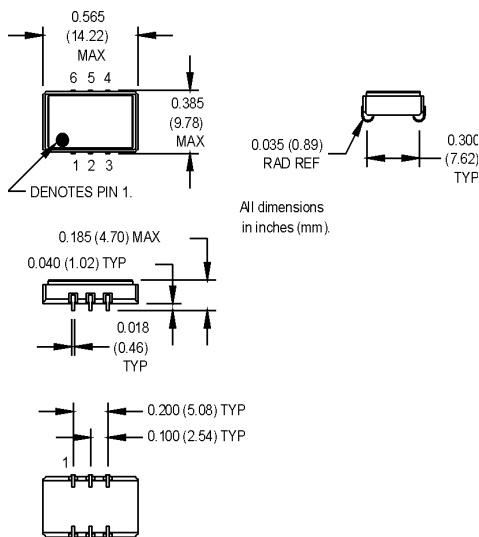 0.565
(14.22)
MAX
6 5 4
0.385
(9.78)
MAX
1 2 3
DENOTES PIN 1.
0.035 (0.89)
RAD REF
0.300
(7.62)
TYP
All dimensions
in inches (mm).
0.185 (4.70) MAX
0.040 (1.02) TYP
0.018
(0.46)
TYP
0.200 (5.08) TYP
0.100 (2.54) TYP
1